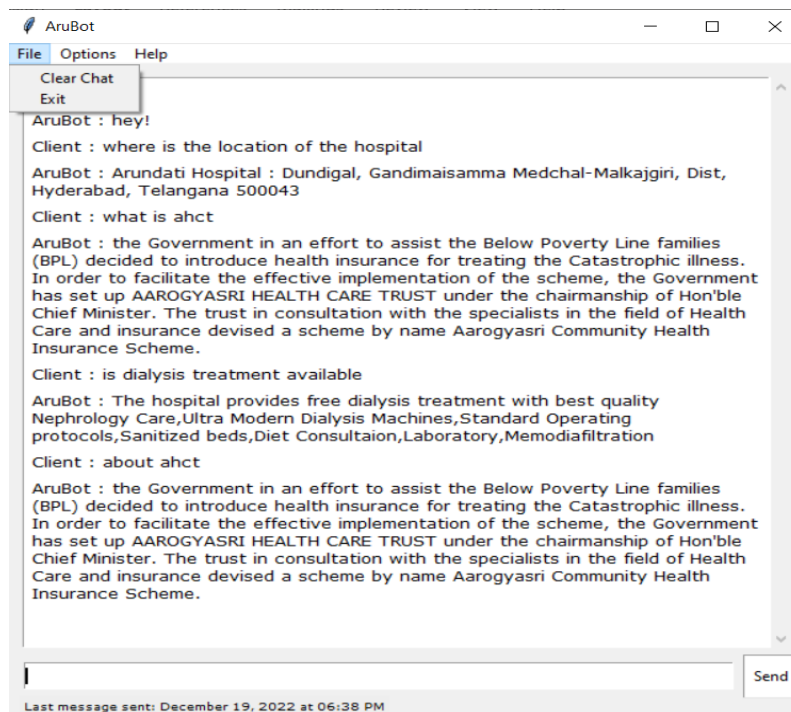 AruBot
File Options Help
Clear Chat
Exit
AruBot : hey!
Client : where is the location of the hospital
AruBot : Arundati Hospital : Dundigal, Gandimaisamma Medchal-Malkajgiri, Dist,
Hyderabad, Telangana 500043
Client : what is ahct
AruBot : the Government in an effort to assist the Below Poverty Line families
(BPL) decided to introduce health insurance for treating the Catastrophic illness.
In order to facilitate the effective implementation of the scheme, the Government
has set up AAROGYASRI HEALTH CARE TRUST under the chairmanship of Hon'ble
Chief Minister. The trust in consultation with the specialists in the field of Health
Care and insurance devised a scheme by name Aarogyasri Community Health
Insurance Scheme.
Client : is dialysis treatment available
AruBot : The hospital provides free dialysis treatment with best quality
Nephrology Care,Ultra Modern Dialysis Machines,Standard Operating
protocols,Sanitized beds,Diet Consultaion,Laboratory,Memodiafiltration
Client : about ahct
AruBot : the Government in an effort to assist the Below Poverty Line families
(BPL) decided to introduce health insurance for treating the Catastrophic illness.
In order to facilitate the effective implementation of the scheme, the Government
has set up AAROGYASRI HEALTH CARE TRUST under the chairmanship of Hon'ble
Chief Minister. The trust in consultation with the specialists in the field of Health
Care and insurance devised a scheme by name Aarogyasri Community Health
Insurance Scheme.
Send
Last message sent: December 19, 2022 at 06:38 PM